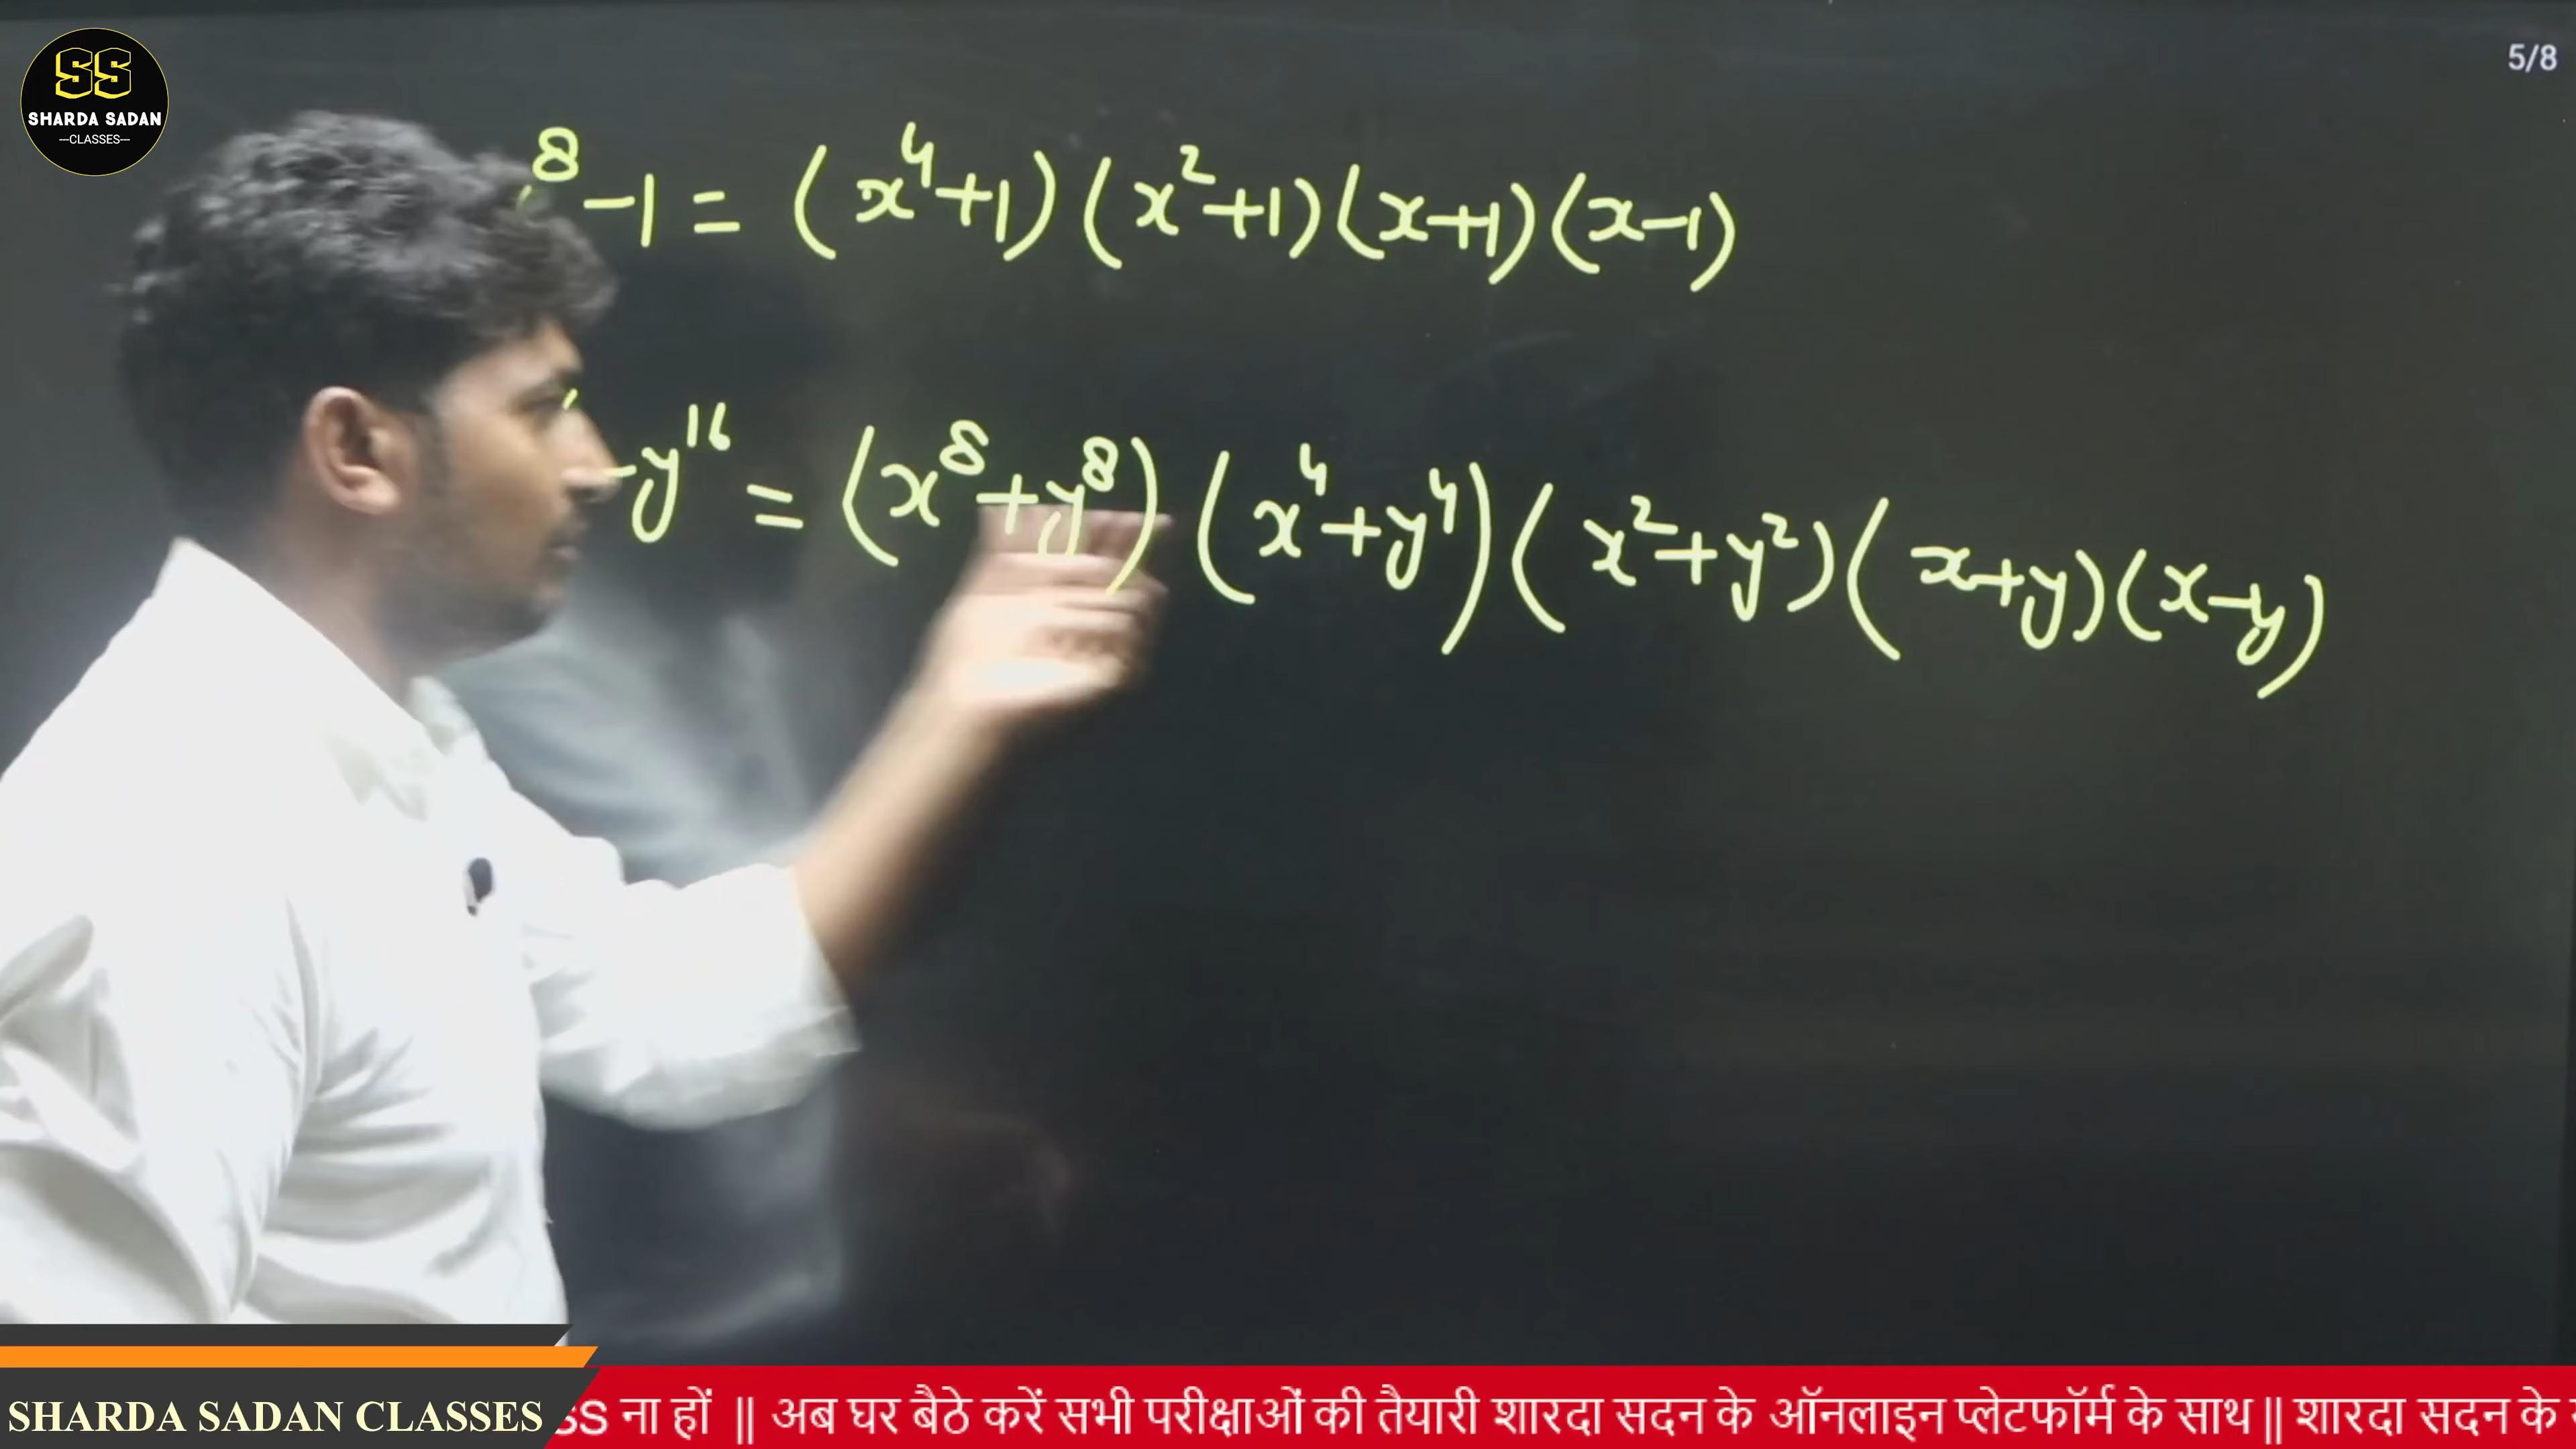 SS
SHARDA SADAN
—CLASSES—
5/8
⁸-1 = (x⁴+1)(x²+1)(x+1)(x-1)
-y¹⁶ = (x⁸+y⁸)(x⁴+y⁴)(x²+y²)(x+y)(x-y)
SHARDA SADAN CLASSES
SS ना हों || अब घर बैठे करें सभी परीक्षाओं की तैयारी शारदा सदन के ऑनलाइन प्लेटफॉर्म के साथ || शारदा सदन के